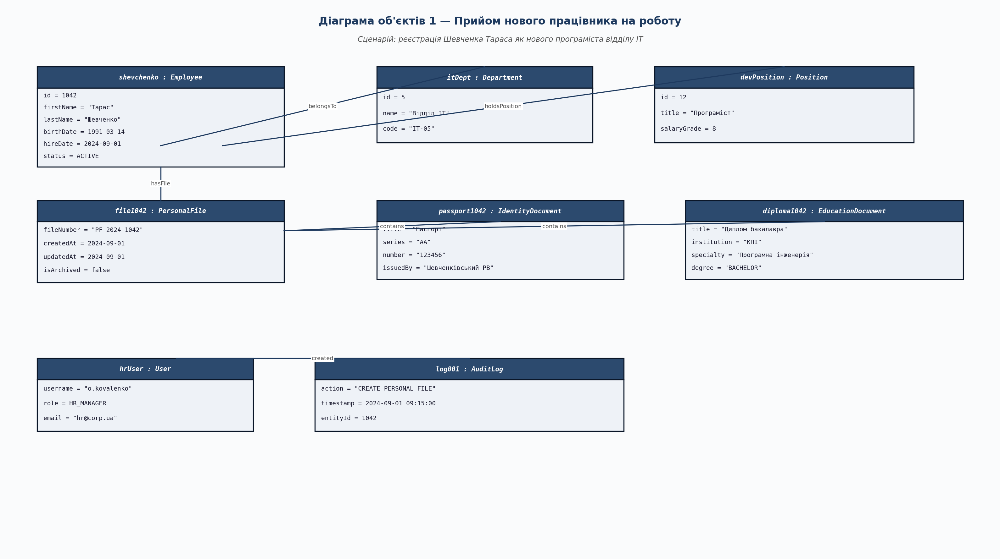 Діаграма об'єктів 1 — Прийом нового працівника на роботу
Сценарій: реєстрація Шевченка Тараса як нового програміста відділу ІТ
shevchenko : Employee
id = 1042
firstName = "Тарас"
lastName = "Шевченко"
birthDate = 1991-03-14
hireDate = 2024-09-01
status = ACTIVE
belongsTo
itDept : Department
id = 5
name = "Відділ ІТ"
code = "IT-05"
holdsPosition
devPosition : Position
id = 12
title = "Програміст"
salaryGrade = 8
hasFile
file1042 : PersonalFile
fileNumber = "PF-2024-1042"
createdAt = 2024-09-01
updatedAt = 2024-09-01
isArchived = false
contains
passport1042 : IdentityDocument
title = "Паспорт"
series = "АА"
number = "123456"
issuedBy = "Шевченківський РВ"
contains
diploma1042 : EducationDocument
title = "Диплом бакалавра"
institution = "КПІ"
specialty = "Програмна інженерія"
degree = "BACHELOR"
hrUser : User
username = "o.kovalenko"
role = HR_MANAGER
email = "hr@corp.ua"
created
log001 : AuditLog
action = "CREATE_PERSONAL_FILE"
timestamp = 2024-09-01 09:15:00
entityId = 1042